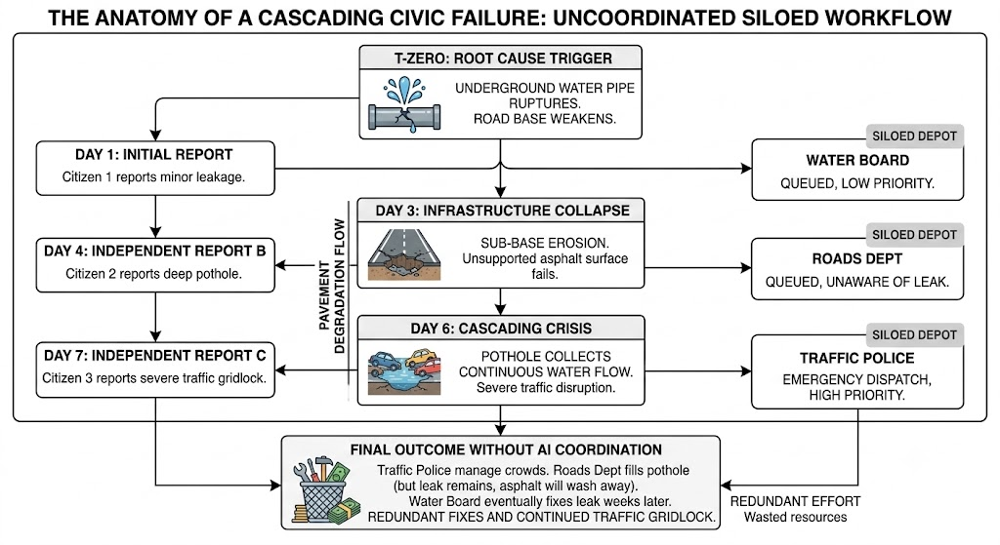 THE ANATOMY OF A CASCADING CIVIC FAILURE: UNCOORDINATED SILOED WORKFLOW
T-ZERO: ROOT CAUSE TRIGGER
UNDERGROUND WATER PIPE
RUPTURES.
ROAD BASE WEAKENS.
DAY 1: INITIAL REPORT
Citizen 1 reports minor leakage.
SILOED DEPOT
WATER BOARD
QUEUED, LOW PRIORITY.
DAY 3: INFRASTRUCTURE COLLAPSE
SUB-BASE EROSION.
Unsupported asphalt surface
fails.
DAY 4: INDEPENDENT REPORT B
Citizen 2 reports deep pothole.
PAVEMENT
DEGRADATION FLOW
SILOED DEPOT
ROADS DEPT
QUEUED, UNAWARE OF LEAK.
DAY 6: CASCADING CRISIS
POTHOLE COLLECTS
CONTINUOUS WATER FLOW.
Severe traffic disruption.
DAY 7: INDEPENDENT REPORT C
Citizen 3 reports severe traffic gridlock.
SILOED DEPOT
TRAFFIC POLICE
EMERGENCY DISPATCH,
HIGH PRIORITY.
FINAL OUTCOME WITHOUT AI COORDINATION
Traffic Police manage crowds. Roads Dept fills pothole
(but leak remains, asphalt will wash away).
Water Board eventually fixes leak weeks later.
REDUNDANT FIXES AND CONTINUED TRAFFIC GRIDLOCK.
REDUNDANT EFFORT
Wasted resources